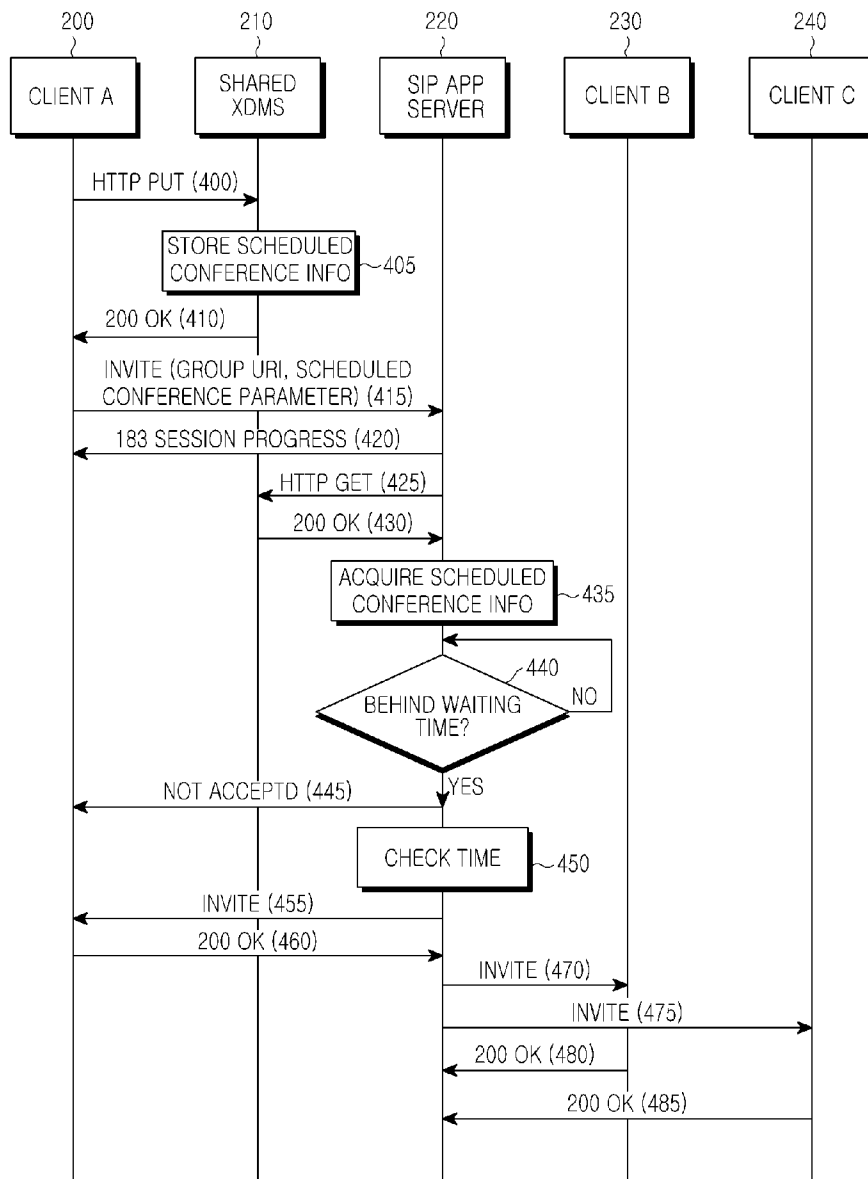 200
210
220
230
240
CLIENT A
SHARED
XDMS
SIP APP
SERVER
CLIENT B
CLIENT C
HTTP PUT (400)
STORE SCHEDULED
CONFERENCE INFO
405
200 OK (410)
INVITE (GROUP URI, SCHEDULED
CONFERENCE PARAMETER) (415)
183 SESSION PROGRESS (420)
HTTP GET (425)
200 OK (430)
ACQUIRE SCHEDULED
CONFERENCE INFO
435
440
BEHIND WAITING
TIME?
NO
YES
NOT ACCEPTD (445)
CHECK TIME
450
INVITE (455)
200 OK (460)
INVITE (470)
INVITE (475)
200 OK (480)
200 OK (485)